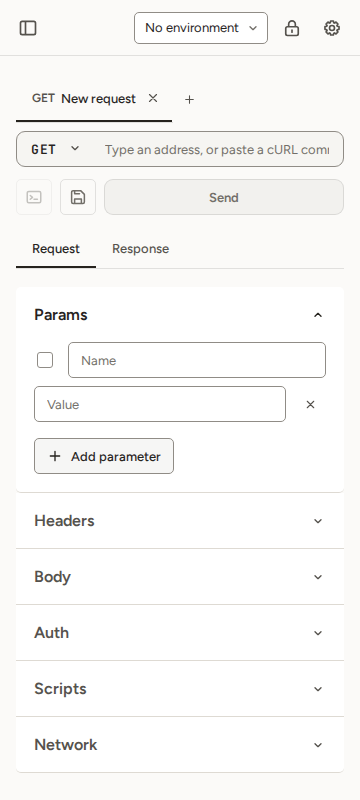 No environment
GET New request
GET Type an address, or paste a cURL com
Send
Request Response
Params
Name
Value
Add parameter
Headers
Body
Auth
Scripts
Network